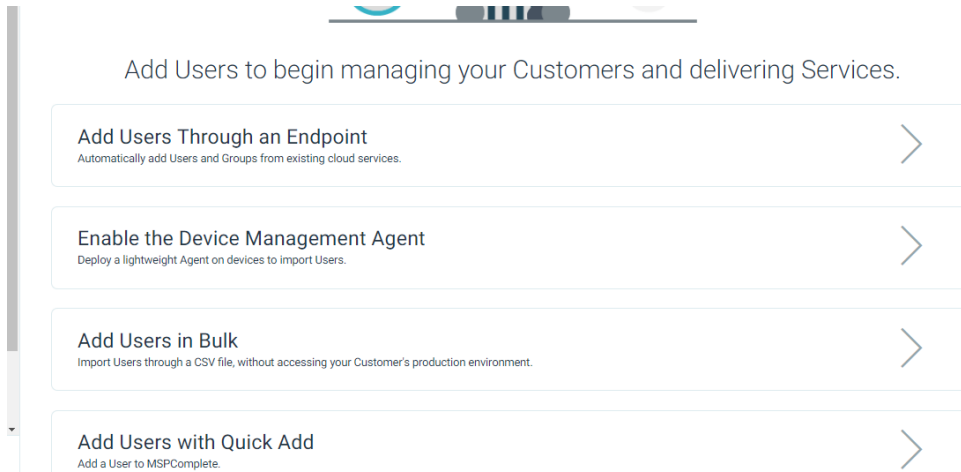 Add Users to begin managing your Customers and delivering Services.
Add Users Through an Endpoint
Automatically add Users and Groups from existing cloud services.
Enable the Device Management Agent
Deploy a lightweight Agent on devices to import Users.
Add Users in Bulk
Import Users through a CSV file, without accessing your Customer's production environment.
Add Users with Quick Add
Add a User to MSPComplete.